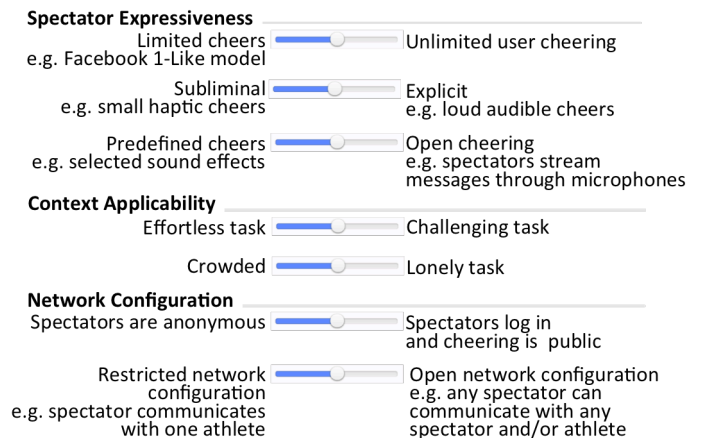 Spectator Expressiveness
Limited cheers
e.g. Facebook 1-Like model
Unlimited user cheering
Subliminal
e.g. small haptic cheers
Explicit
e.g. loud audible cheers
Predefined cheers
e.g. selected sound effects
Open cheering
e.g. spectators stream
messages through microphones
Context Applicability
Effortless task
Challenging task
Crowded
Lonely task
Network Configuration
Spectators are anonymous
Spectators log in
and cheering is public
Restricted network
configuration
e.g. spectator communicates
with one athlete
Open network configuration
e.g. any spectator can
communicate with any
spectator and/or athlete